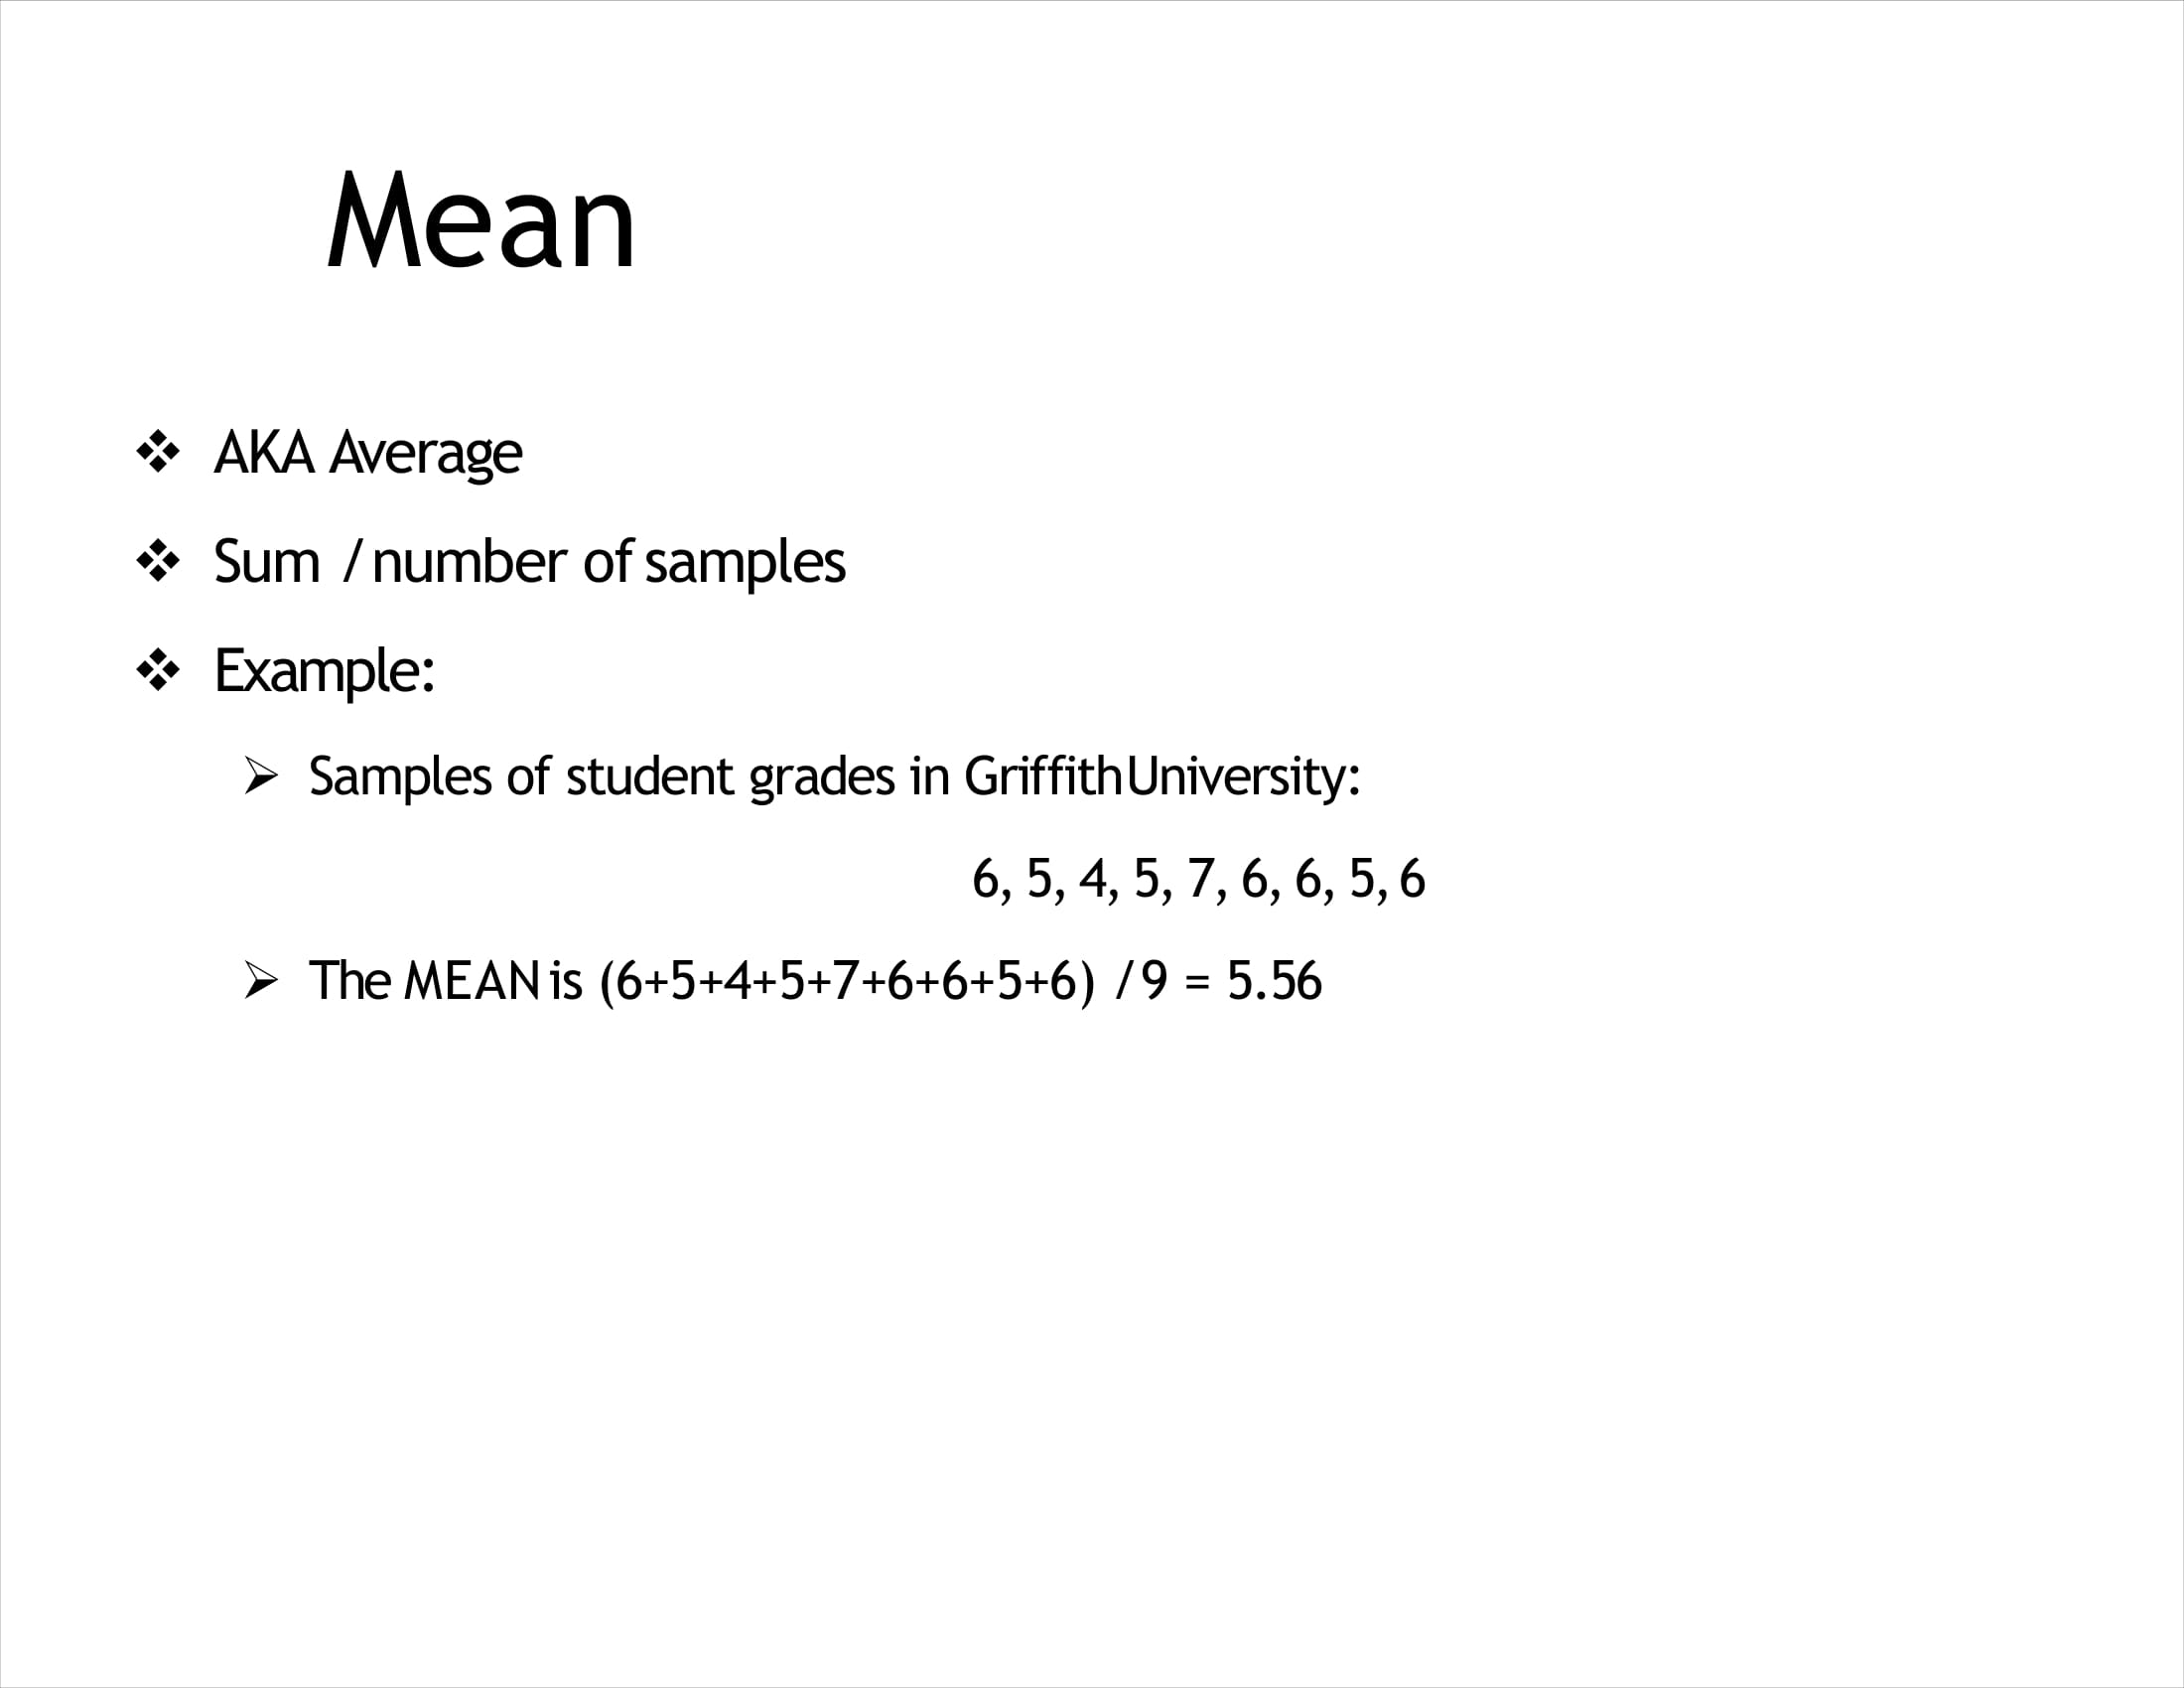 Mean
❖ AKA Average
❖ Sum / number of samples
❖ Example:
➢ Samples of student grades in Griffith University:
6, 5, 4, 5, 7, 6, 6, 5, 6
➢ The MEAN is (6+5+4+5+7+6+6+5+6) / 9 = 5.56